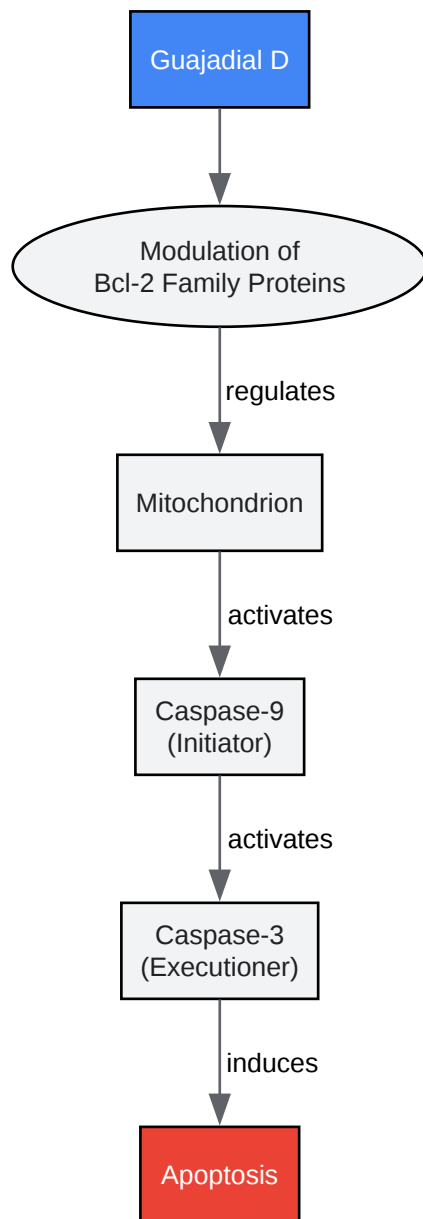 Guajadial D
Modulation of
Bcl-2 Family Proteins
regulates
Mitochondrion
activates
Caspase-9
(Initiator)
activates
Caspase-3
(Executioner)
induces
Apoptosis